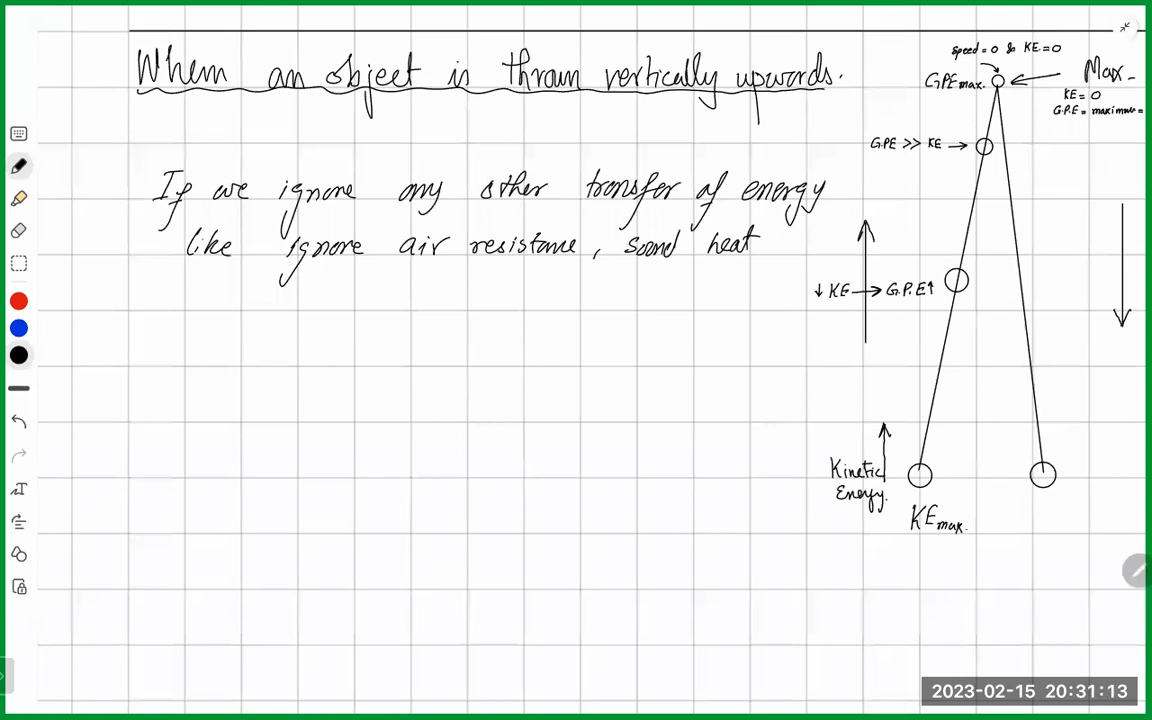 When an object is thrown vertically upwards.
If we ignore any other transfer of energy
like ignore air resistance, sound heat
speed = 0 & KE = 0
GPE max.
Max.
KE = 0
G.P.E = maximum =
G.PE >> KE →
↓ KE → G.P.E ↑
Kinetic
Energy.
KE max.
2023-02-15 20:31:13